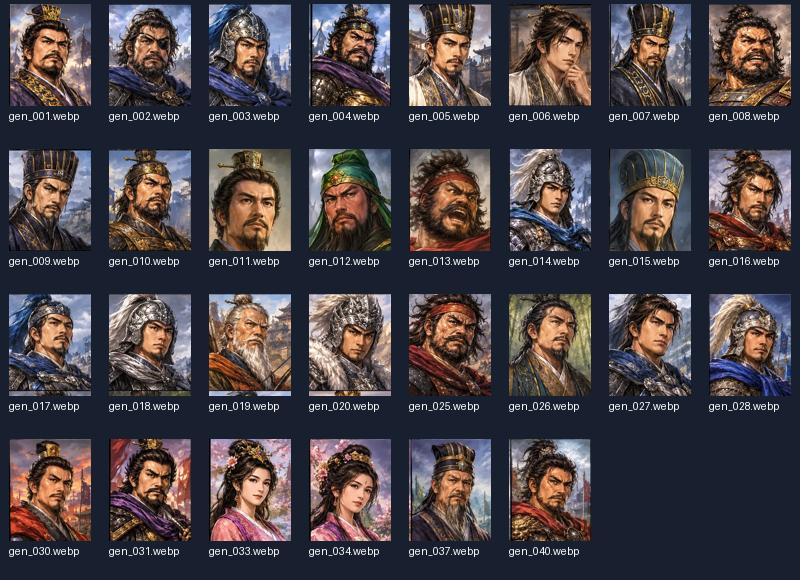 gen_001.webp gen_002.webp gen_003.webp gen_004.webp gen_005.webp gen_006.webp gen_007.webp gen_008.webp
gen_009.webp gen_010.webp gen_011.webp gen_012.webp gen_013.webp gen_014.webp gen_015.webp gen_016.webp
gen_017.webp gen_018.webp gen_019.webp gen_020.webp gen_025.webp gen_026.webp gen_027.webp gen_028.webp
gen_030.webp gen_031.webp gen_033.webp gen_034.webp gen_037.webp gen_040.webp